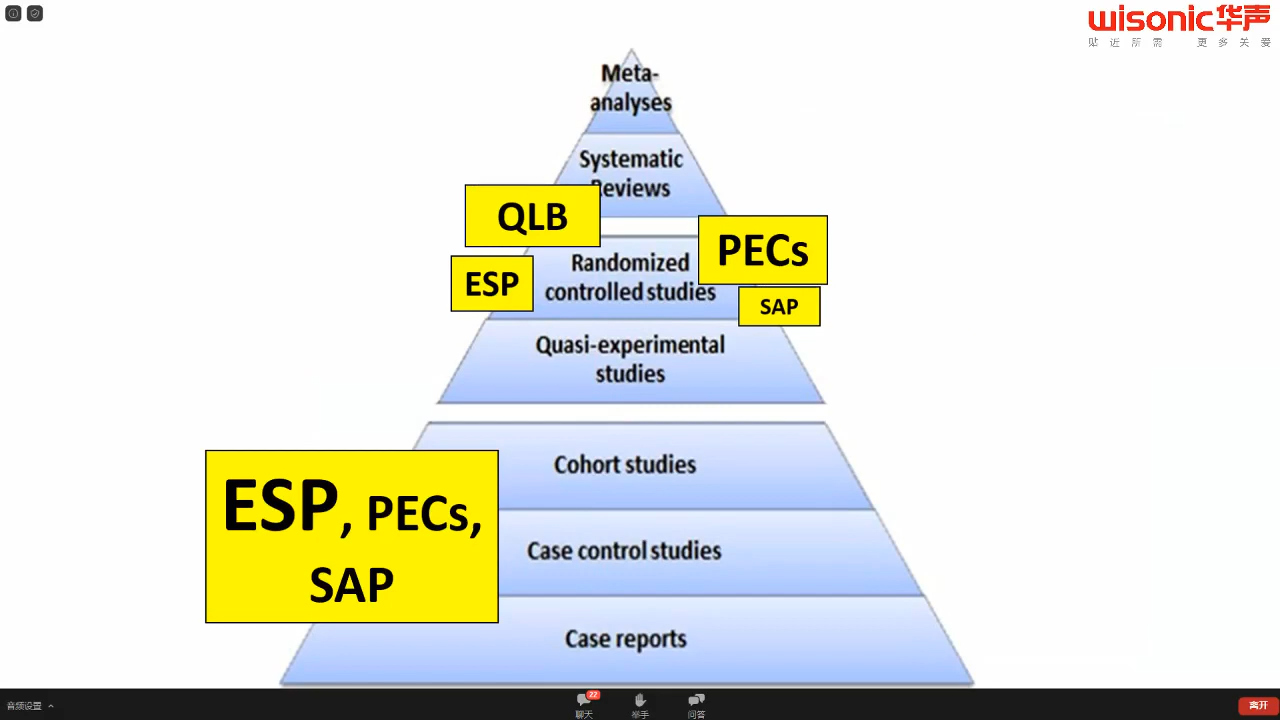 wisonic华声
贴近所需 更多关爱
Meta-
analyses
Systematic
Reviews
QLB
PECs
ESP
Randomized
controlled studies
SAP
Quasi-experimental
studies
Cohort studies
ESP, PECs,
SAP
Case control studies
Case reports
音频设置
22
聊天
举手
问答
离开